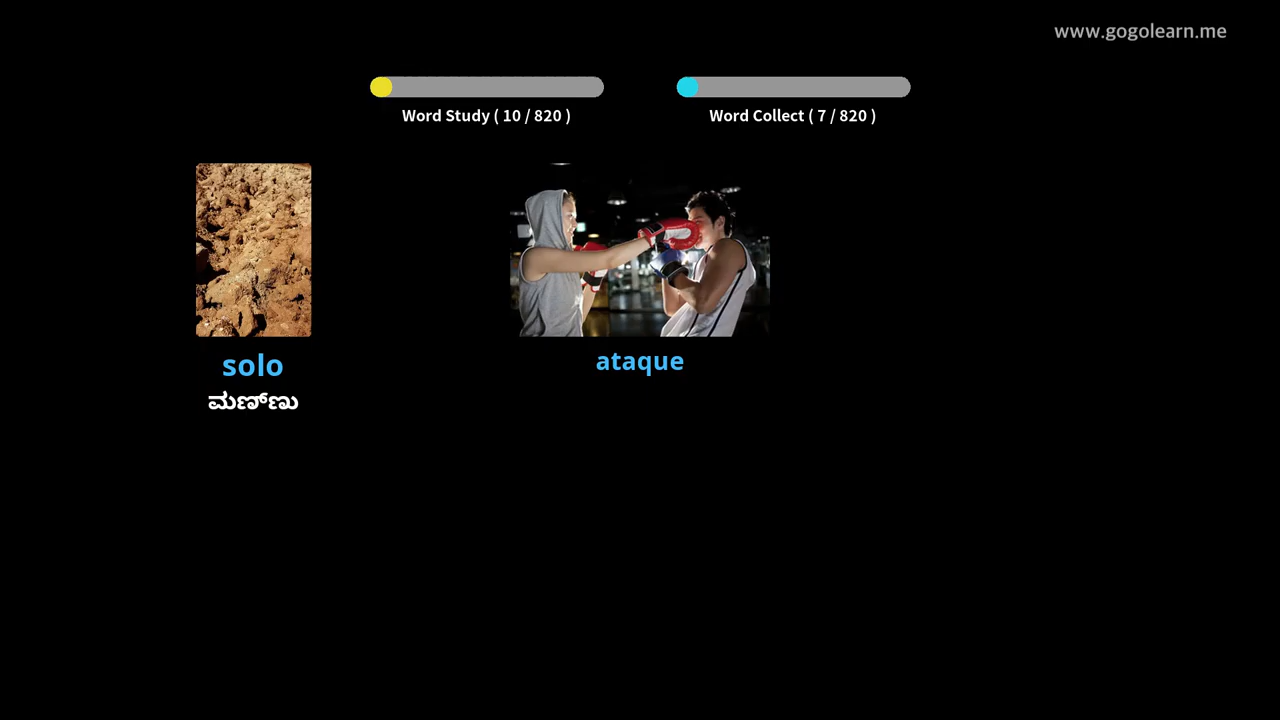 www.gogolearn.me
Word Study ( 10 / 820 )
Word Collect ( 7 / 820 )
solo
ಮಣ್ಣು
ataque